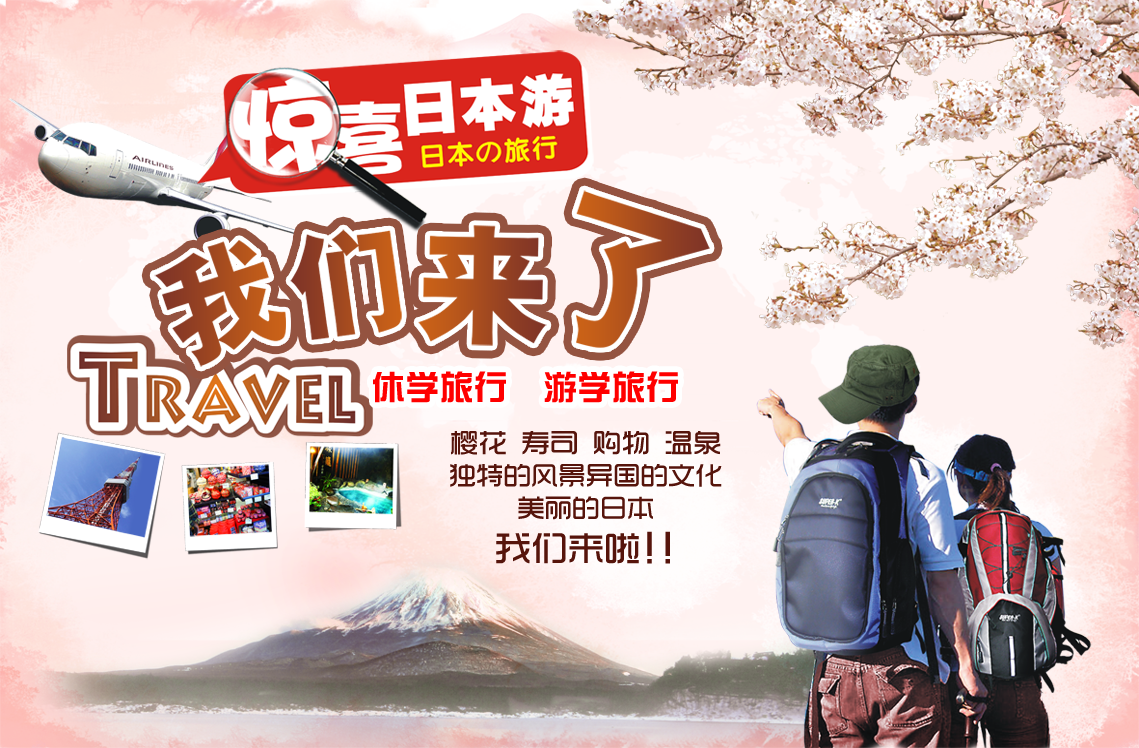 惊喜日本游
日本の旅行
AIRLINES
我们来了
TRAVEL
休学旅行 游学旅行
樱花 寿司 购物 温泉
独特的风景异国的文化
美丽的日本
我们来啦!!